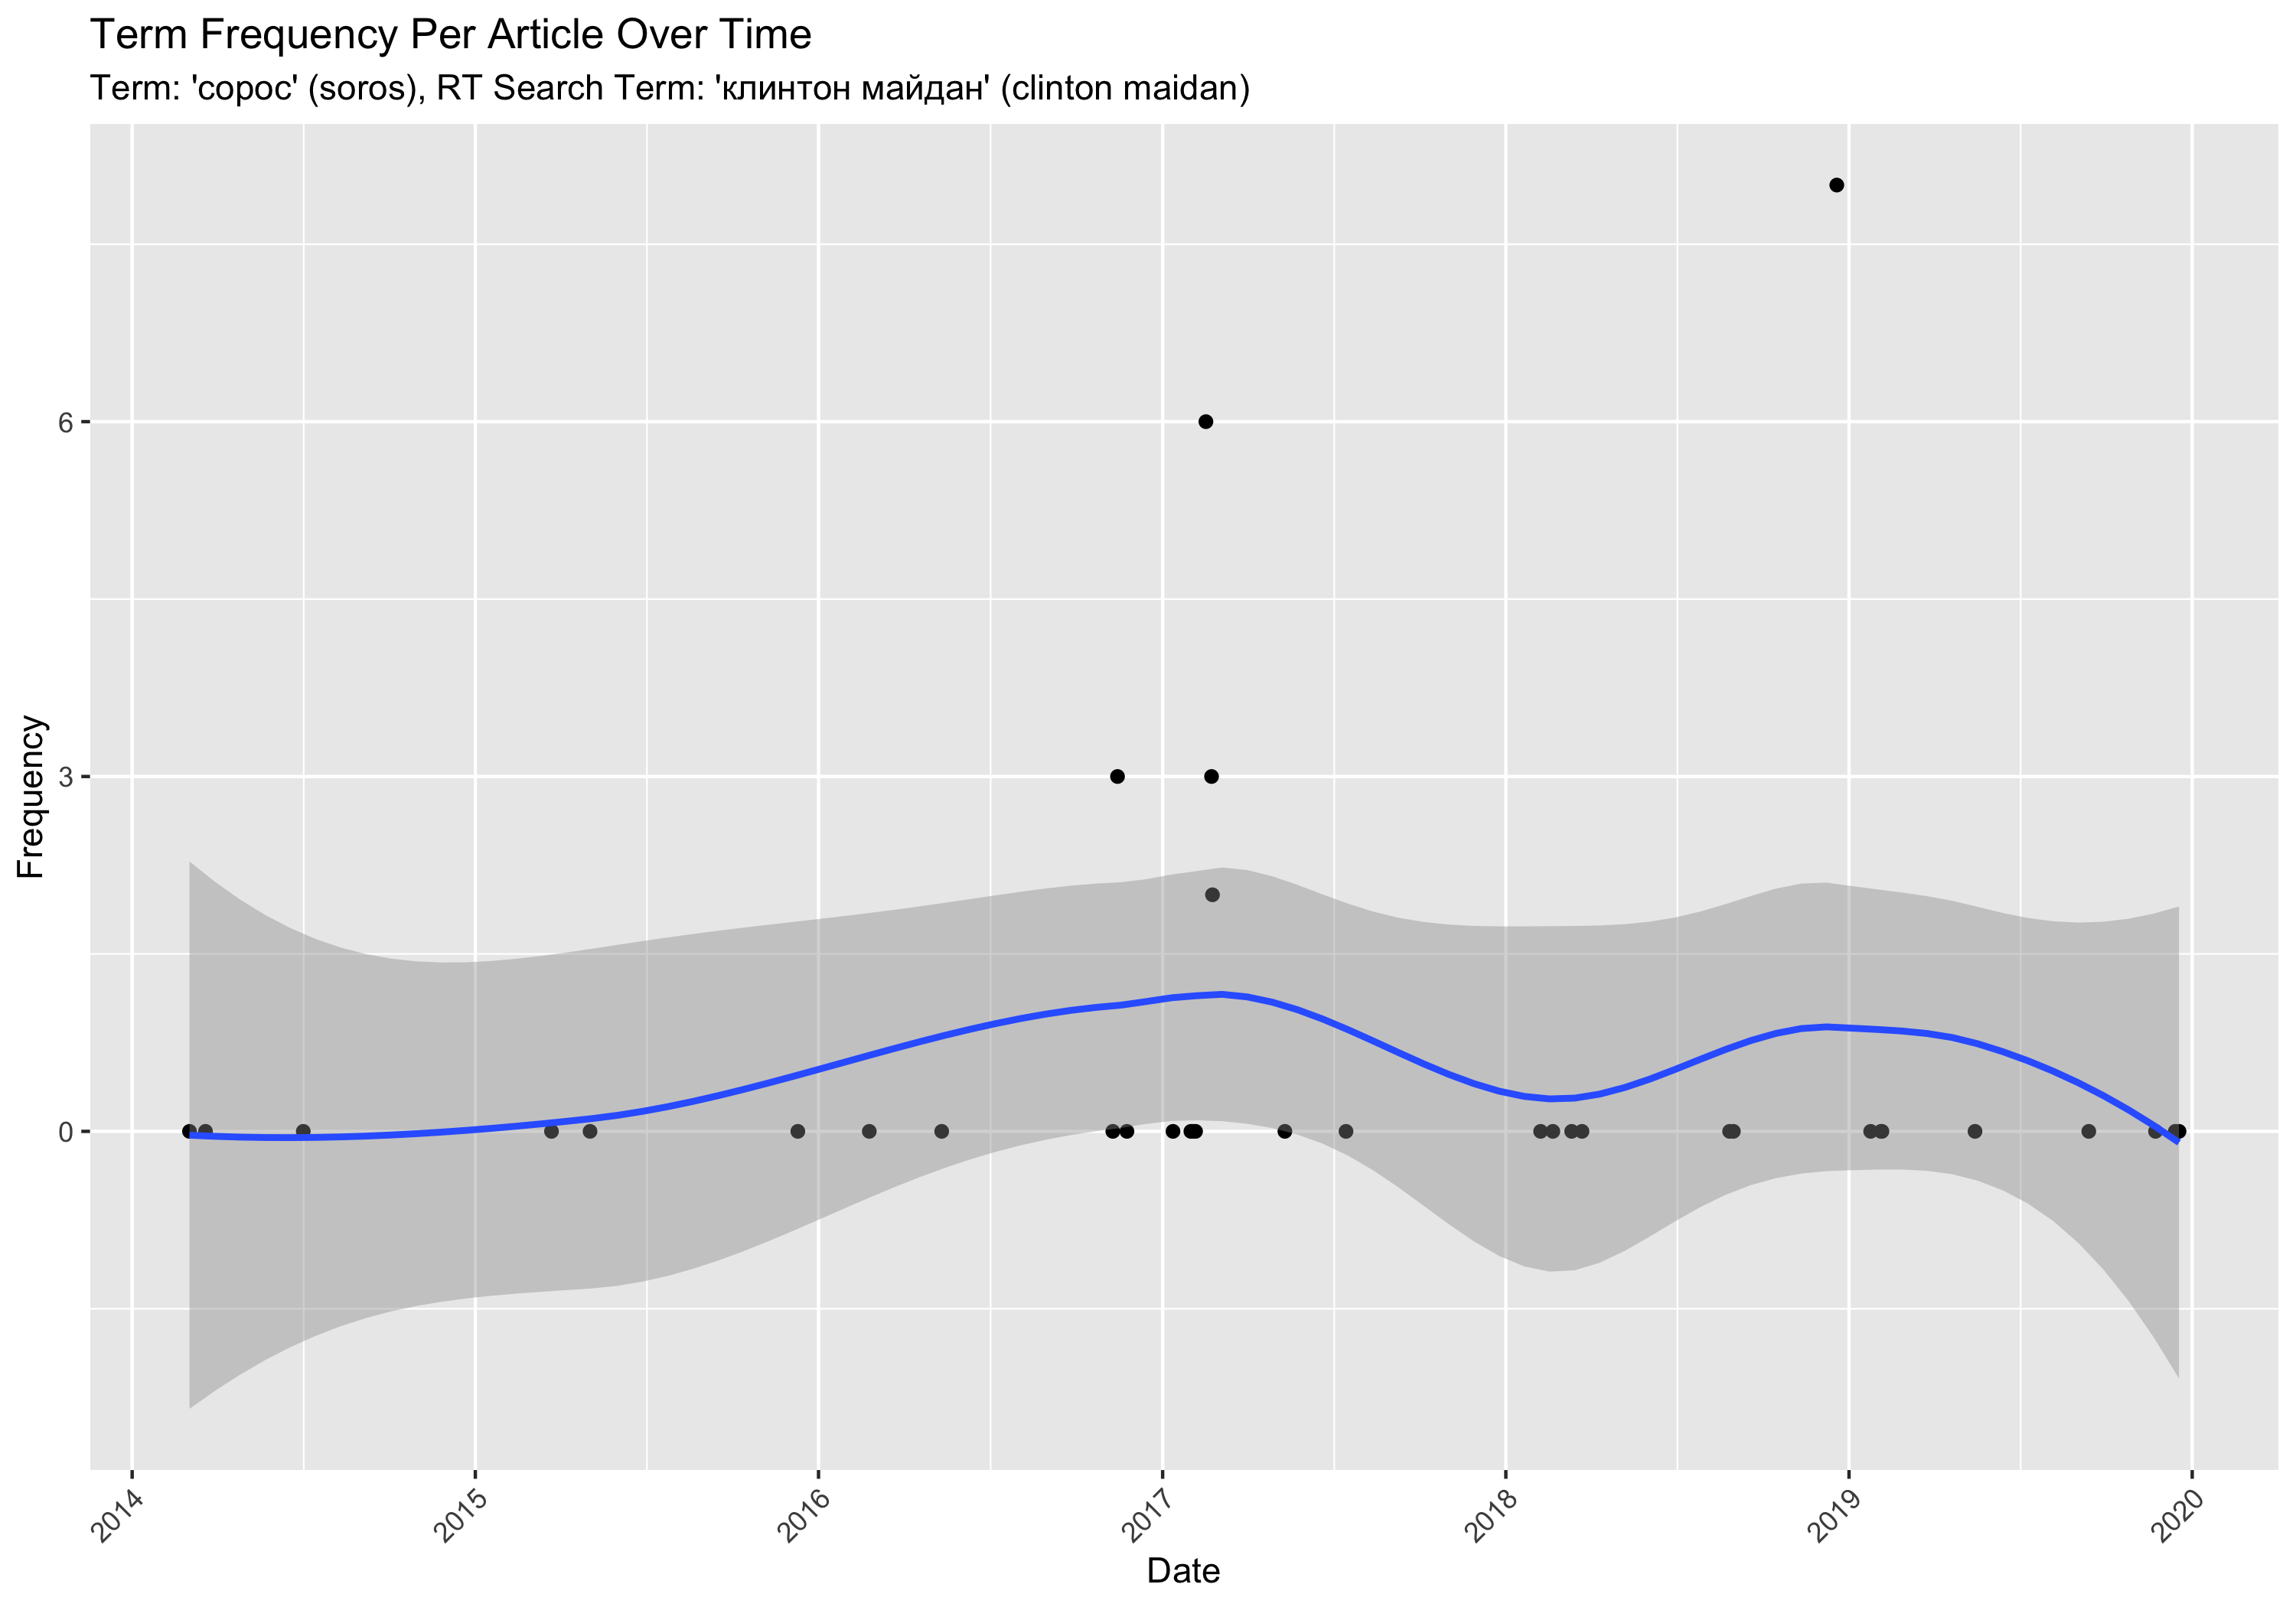 Term Frequency Per Article Over Time
Term: 'сорос' (soros), RT Search Term: 'клинтон майдан' (clinton maidan)
Frequency
6
3
0
2014
2015
2016
2017
2018
2019
2020
Date